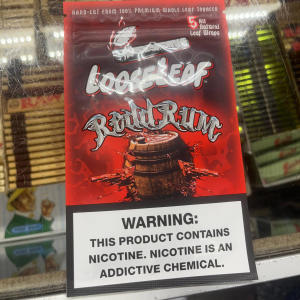 HAND-CUT FROM 100% PREMIUM WHOLE LEAF TOBACCO
5 All
Natural
Leaf Wraps
LOOSELEAF
REDDRUM
WARNING:
THIS PRODUCT CONTAINS
NICOTINE. NICOTINE IS AN
ADDICTIVE CHEMICAL.